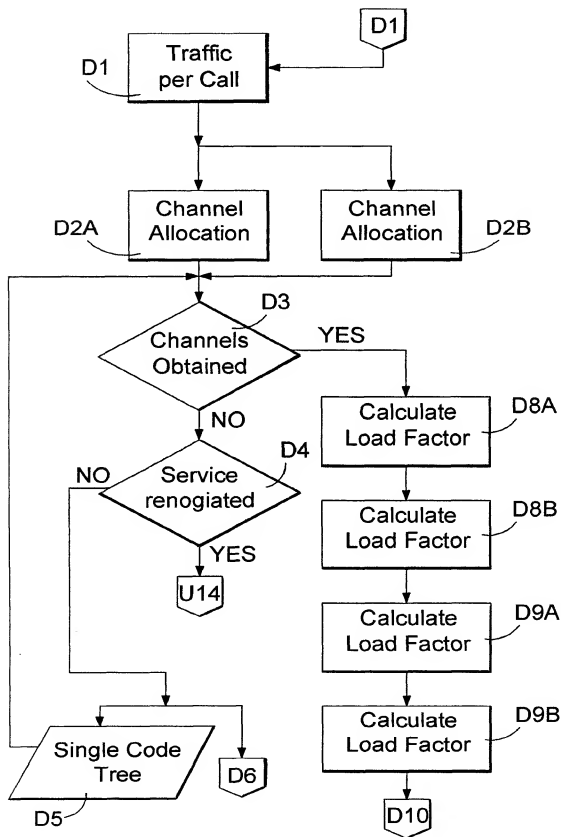 D1
D1
Traffic
per Call
Channel
Allocation
D2A
Channel
Allocation
D2B
D3
Channels
Obtained
YES
NO
D4
NO
Service
renogiated
YES
U14
Calculate
Load Factor
D8A
Calculate
Load Factor
D8B
Calculate
Load Factor
D9A
Calculate
Load Factor
D9B
Single Code
Tree
D5
D6
D10